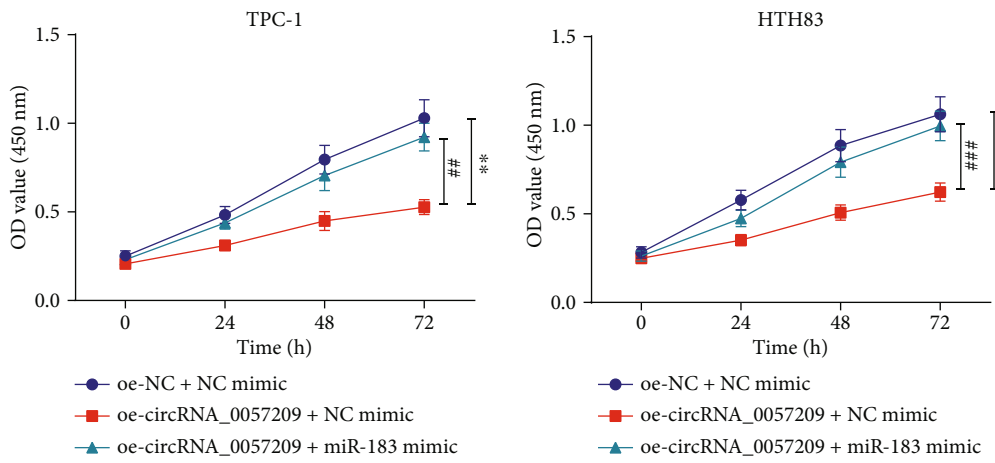 TPC-1
OD value (450 nm)
1.5
1.0
0.5
0.0
0 24 48 72
Time (h)
##
**
oe-NC + NC mimic
oe-circRNA_0057209 + NC mimic
oe-circRNA_0057209 + miR-183 mimic
HTH83
OD value (450 nm)
1.5
1.0
0.5
0.0
0 24 48 72
Time (h)
###
oe-NC + NC mimic
oe-circRNA_0057209 + NC mimic
oe-circRNA_0057209 + miR-183 mimic